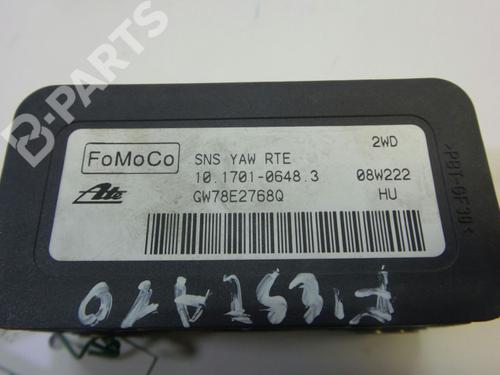 B-PARTS
FoMoCo
SNS YAW RTE
2WD
10.1701-0648.3
08W222
Ate
GW78E2768Q
HU
>PBT-GF30<